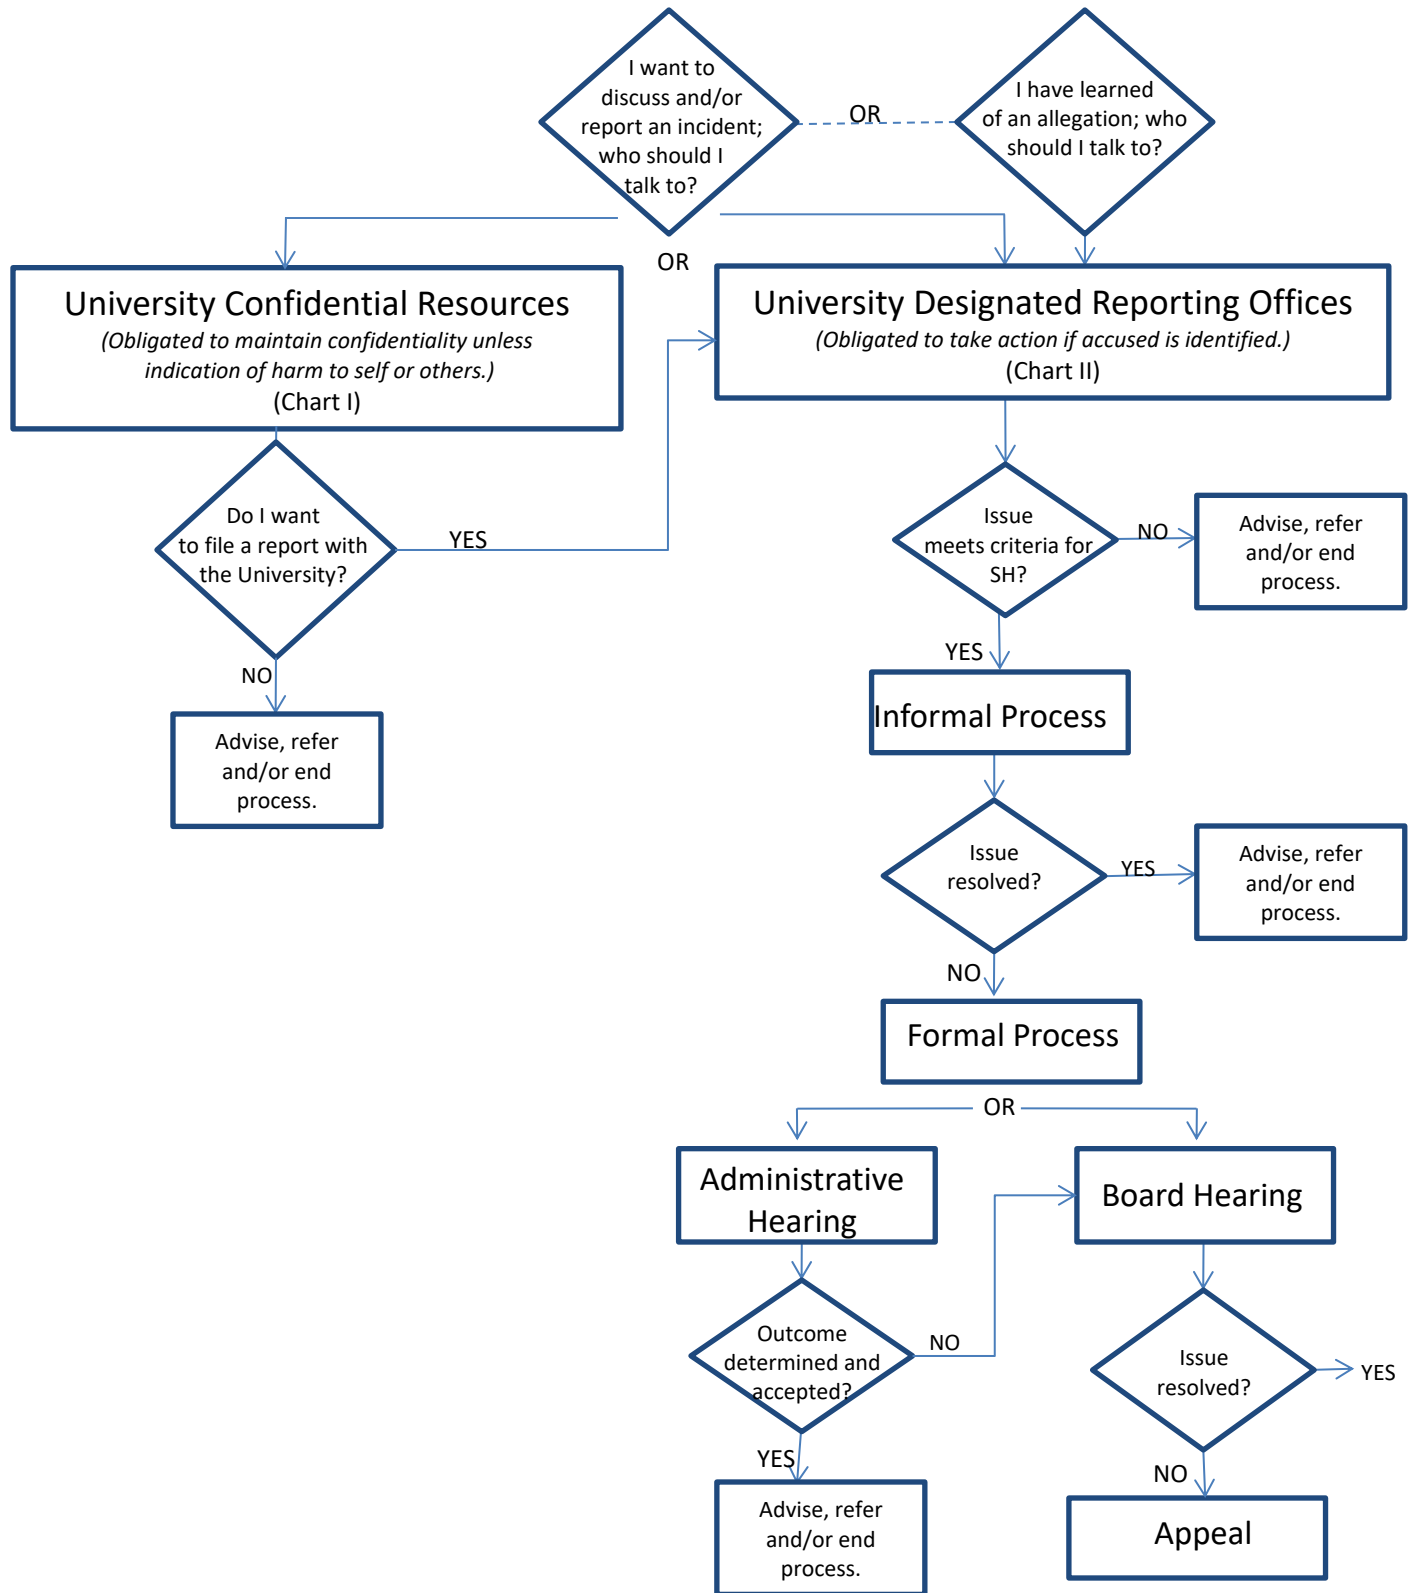 I want to
discuss and/or
report an incident;
who should I
talk to?
OR
I have learned
of an allegation; who
should I talk to?
OR
University Confidential Resources
(Obligated to maintain confidentiality unless
indication of harm to self or others.)
(Chart I)
University Designated Reporting Offices
(Obligated to take action if accused is identified.)
(Chart II)
Do I want
to file a report with
the University?
YES
NO
Advise, refer
and/or end
process.
Issue
meets criteria for
SH?
NO
Advise, refer
and/or end
process.
YES
Informal Process
Issue
resolved?
YES
Advise, refer
and/or end
process.
NO
Formal Process
OR
Administrative
Hearing
Board Hearing
Outcome
determined and
accepted?
NO
Issue
resolved?
YES
YES
Advise, refer
and/or end
process.
NO
Appeal